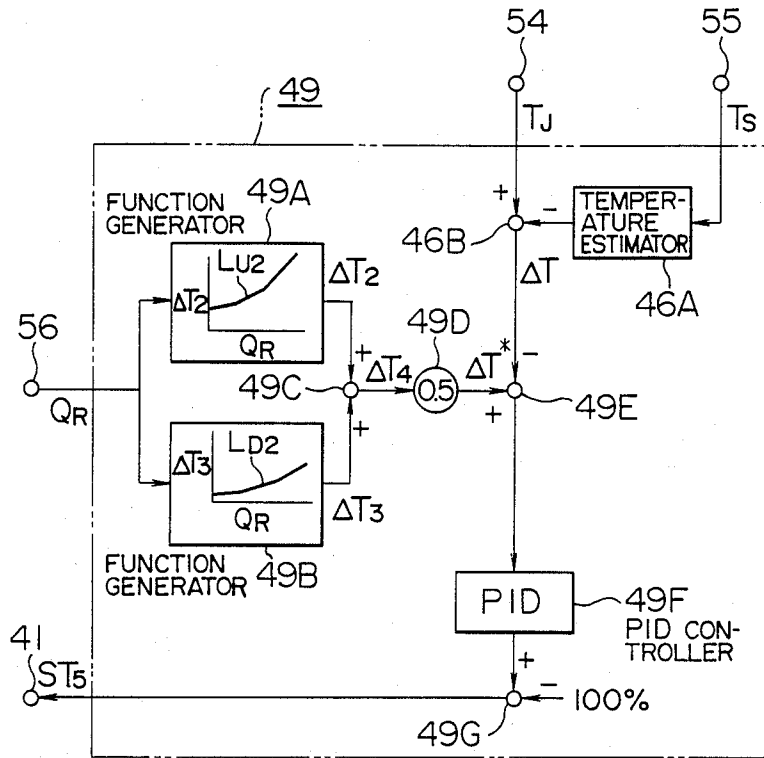 54
55
49
TJ
TS
FUNCTION
GENERATOR
49A
+
−
TEMPER-
ATURE
ESTIMATOR
46B
46A
LU2
ΔT2
ΔT2
QR
ΔT
56
QR
49D
+
49C
ΔT4
0.5
ΔT*
−
+
49E
+
LD2
ΔT3
QR
ΔT3
FUNCTION
GENERATOR
49B
PID
49F
PID CON-
TROLLER
41
ST5
+
−
100%
49G